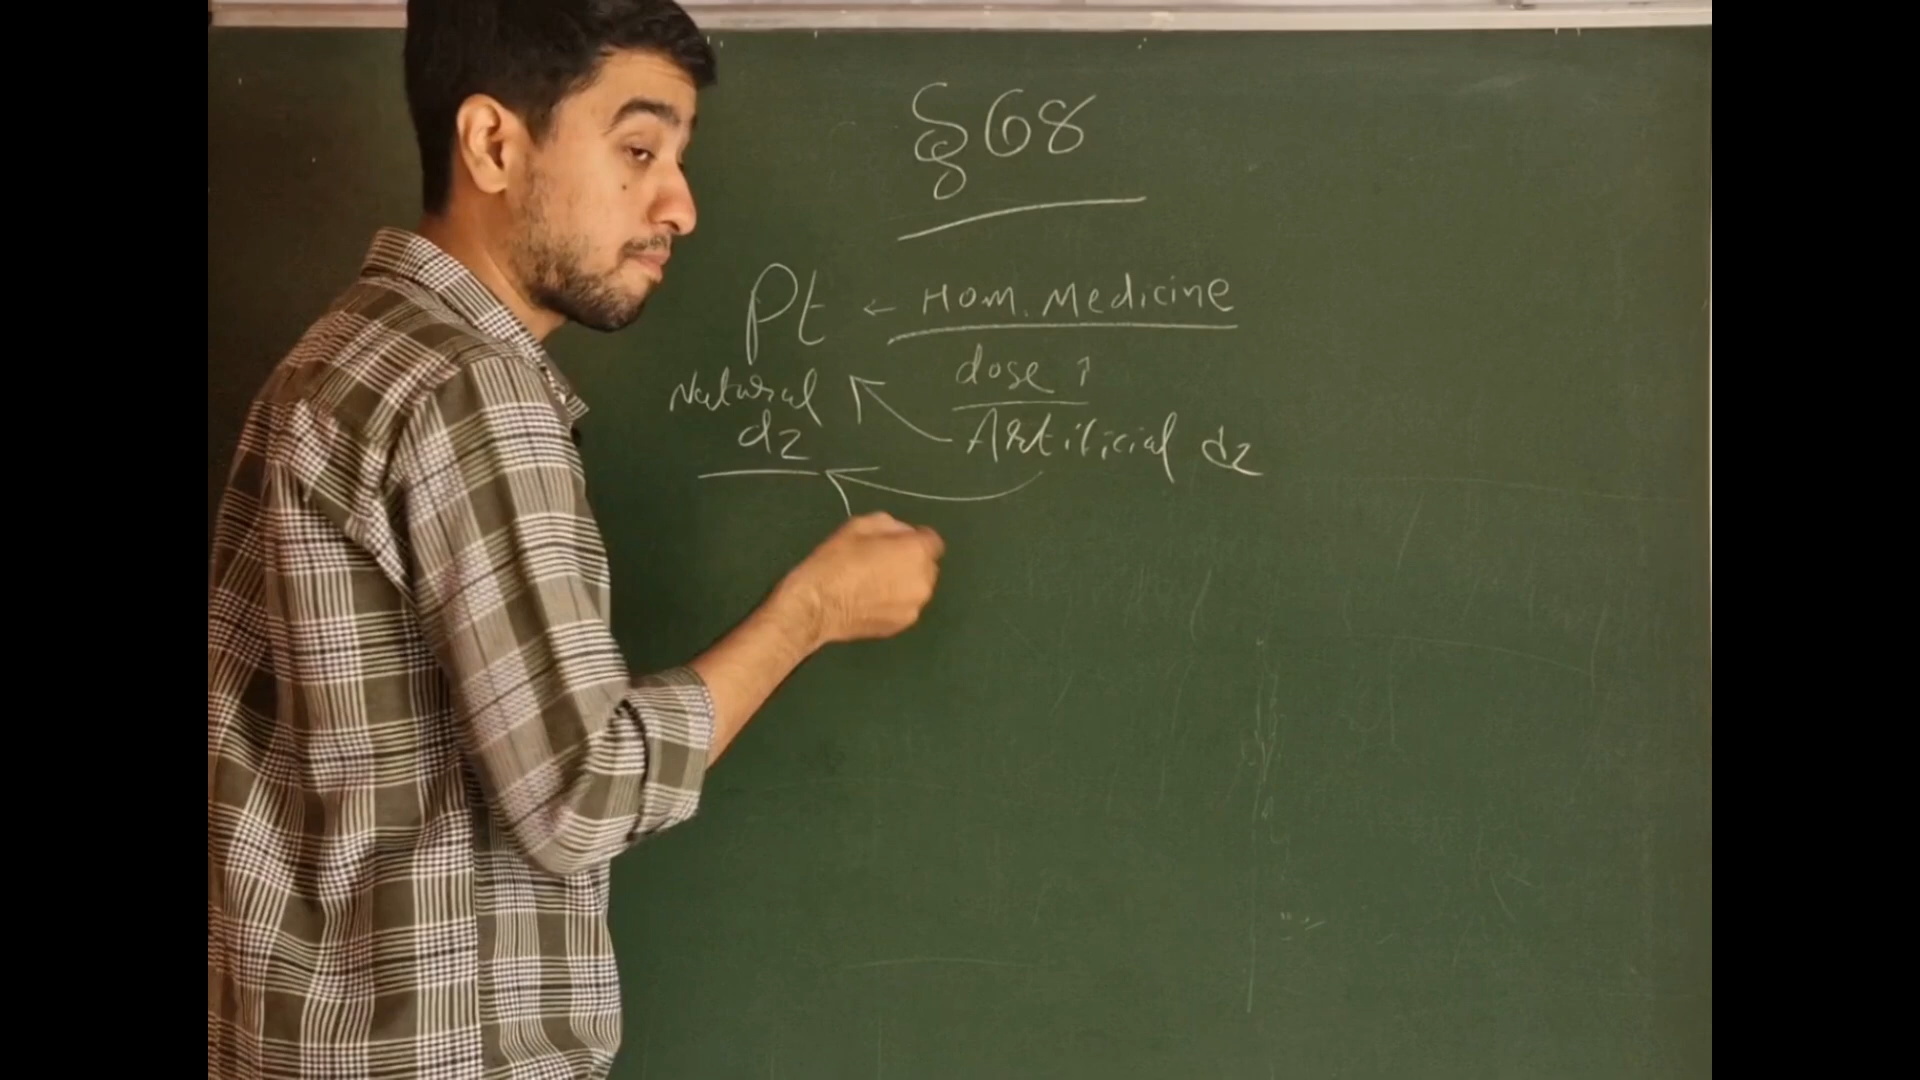 §68
Pt ← Hom. Medicine
dose ↑
Natural
dz
Artificial dz